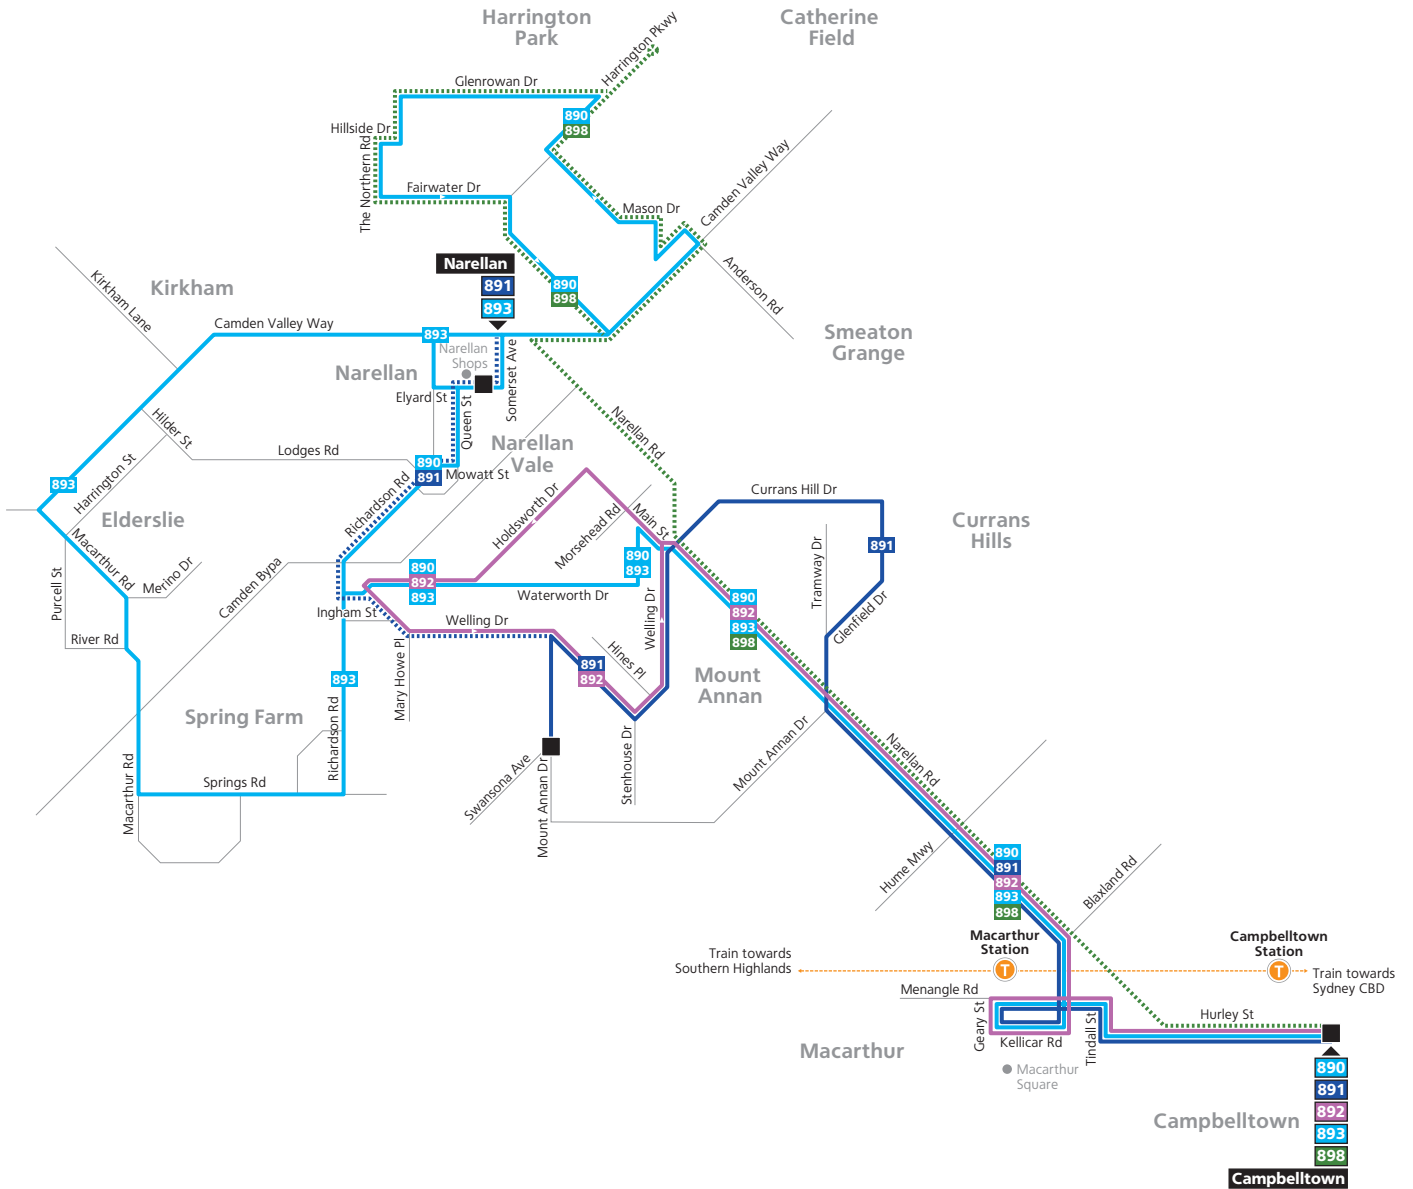 Harrington
Park
Catherine
Field
Harrington Pkwy
Glenrowan Dr
890
898
Hillside Dr
The Northern Rd
Fairwater Dr
Mason Dr
Camden Valley Way
Anderson Rd
Narellan
891
893
890
898
Kirkham
Kirkham Lane
Camden Valley Way
893
Narellan
Shops
Somerset Ave
Smeaton
Grange
Narellan
Elyard St
Queen St
Narellan Rd
Hilder St
Lodges Rd
Narellan
Vale
Harrington St
893
890
891
Mowatt St
Richardson Rd
Holdsworth Dr
Morsehead Rd
Main St
Currans Hill Dr
Currans
Hills
Elderslie
Macarthur Rd
Merino Dr
Purcell St
River Rd
Camden Bypa
890
892
893
Waterworth Dr
890
893
891
Tramway Dr
Glenfield Dr
Ingham St
Welling Dr
Welling Dr
890
892
893
898
Mary Howe Pl
891
892
Hines Pl
Mount
Annan
893
Spring Farm
Richardson Rd
Springs Rd
Macarthur Rd
Swansona Ave
Mount Annan Dr
Stenhouse Dr
Mount Annan Dr
Narellan Rd
Hume Mwy
890
891
892
893
898
Blaxland Rd
Macarthur
Station
T
Campbelltown
Station
T
Train towards
Southern Highlands
Train towards
Sydney CBD
Menangle Rd
Geary St
Kellicar Rd
Tindall St
Hurley St
Macarthur
Macarthur
Square
890
891
892
893
898
Campbelltown
Campbelltown